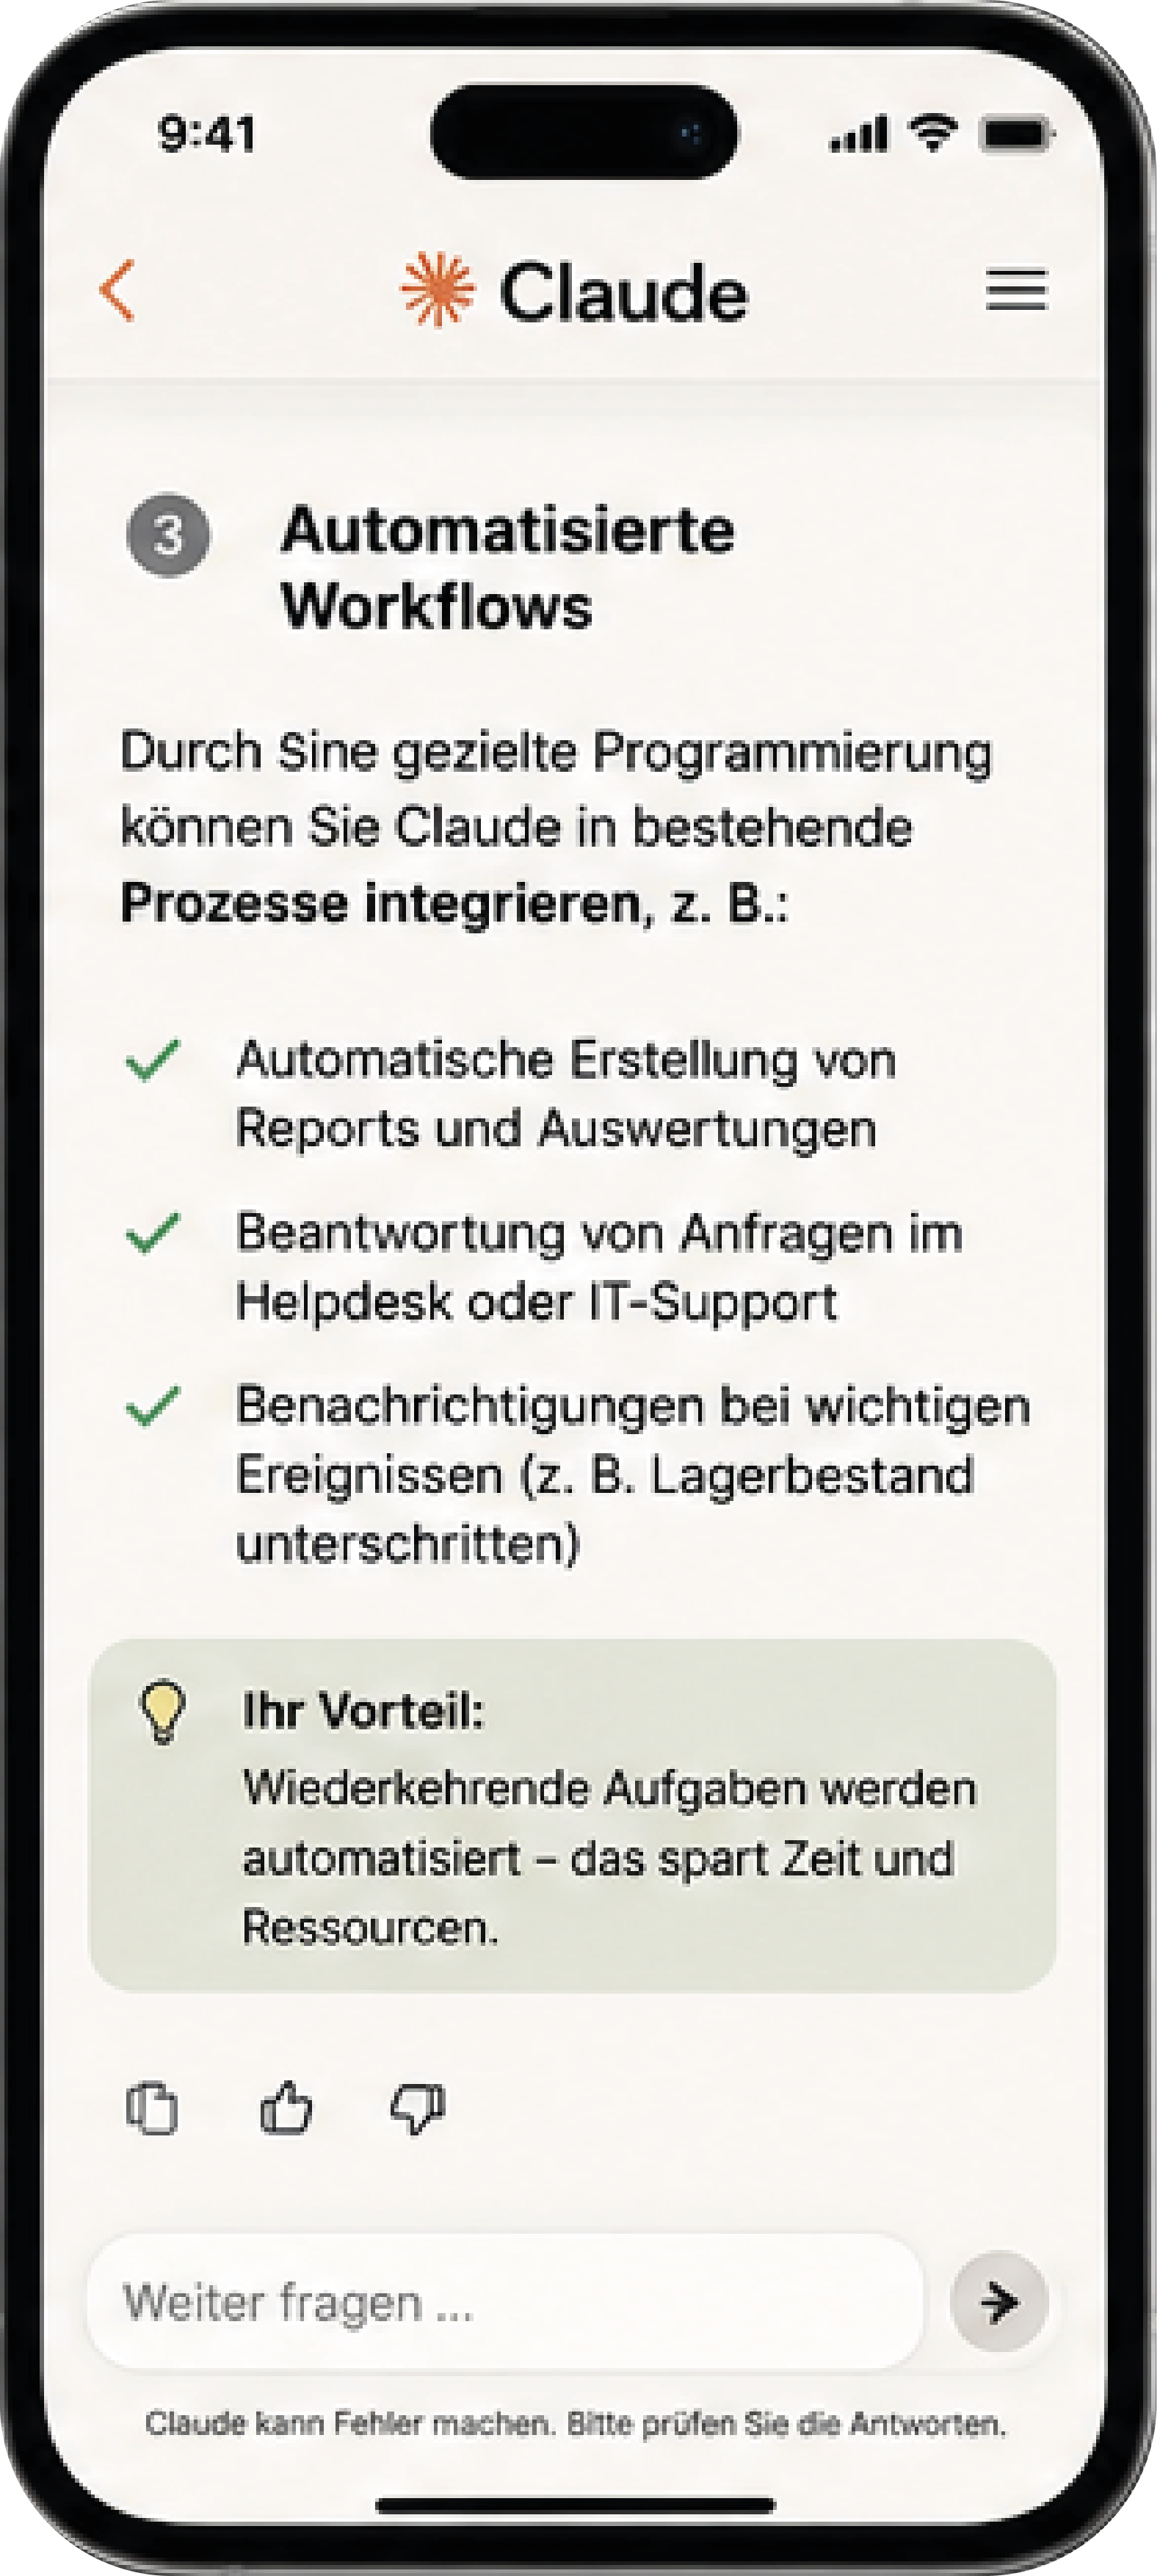 9:41
Claude
3 Automatisierte
Workflows
Durch Sine gezielte Programmierung
können Sie Claude in bestehende
Prozesse integrieren, z. B.:
Automatische Erstellung von
Reports und Auswertungen
Beantwortung von Anfragen im
Helpdesk oder IT-Support
Benachrichtigungen bei wichtigen
Ereignissen (z. B. Lagerbestand
unterschritten)
Ihr Vorteil:
Wiederkehrende Aufgaben werden
automatisiert – das spart Zeit und
Ressourcen.
Weiter fragen ...
Claude kann Fehler machen. Bitte prüfen Sie die Antworten.